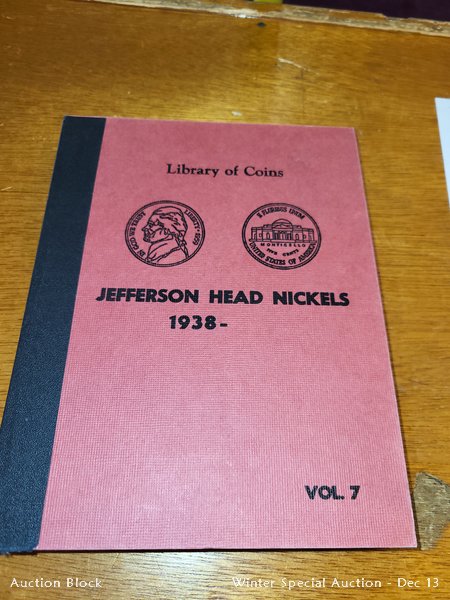 Library of Coins
IN GOD WE TRUST LIBERTY
E PLURIBUS UNUM
MONTICELLO
FIVE CENTS
UNITED STATES OF AMERICA
JEFFERSON HEAD NICKELS
1938-
VOL. 7
Auction Block
Winter Special Auction - Dec 13